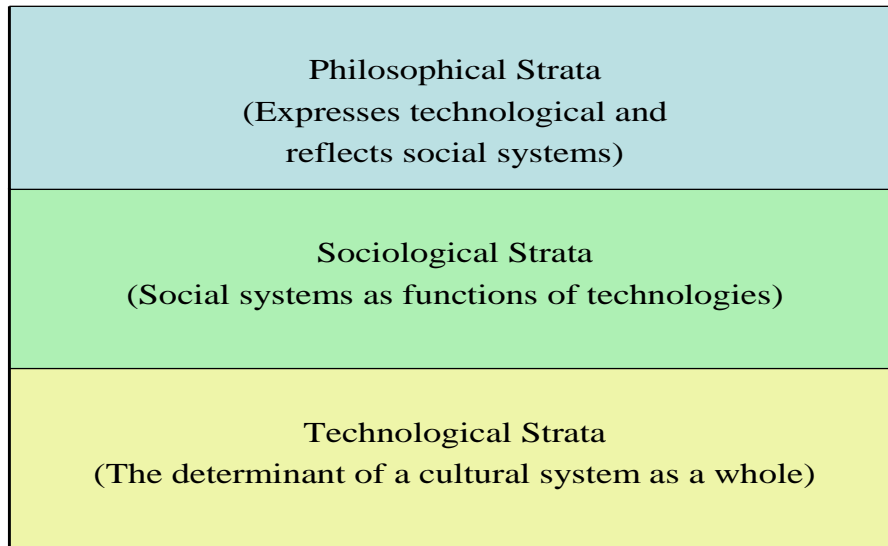 Philosophical Strata
(Expresses technological and
reflects social systems)
Sociological Strata
(Social systems as functions of technologies)
Technological Strata
(The determinant of a cultural system as a whole)